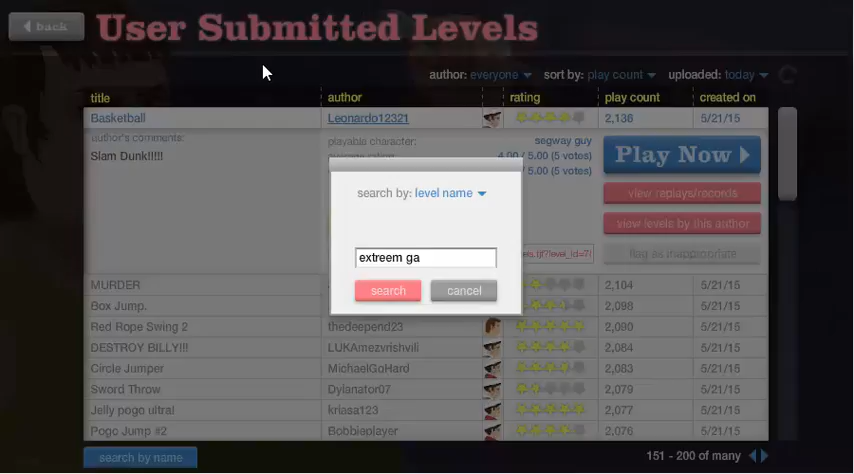 back
User Submitted Levels
author: everyone sort by: play count uploaded: today
title author rating play count created on
Basketball Leonardo12321 2,136 5/21/15
author's comments:
Slam Dunk!!!!!
playable character: segway guy
average rating: 4.00 / 5.00 (5 votes)
/ 5.00 (5 votes)
Play Now
view replays/records
view levels by this author
flag as inappropriate
search by: level name
extreem ga
search cancel
MURDER 2,104 5/21/15
Box Jump. 2,098 5/21/15
Red Rope Swing 2 thedeepend23 2,090 5/21/15
DESTROY BILLY!!! LUKAmezvrishvili 2,084 5/21/15
Circle Jumper MichaelGoHard 2,083 5/21/15
Sword Throw Dylanator07 2,079 5/21/15
Jelly pogo ultra! kriasa123 2,077 5/21/15
Pogo Jump #2 Bobbieplayer 2,076 5/21/15
search by name
151 - 200 of many